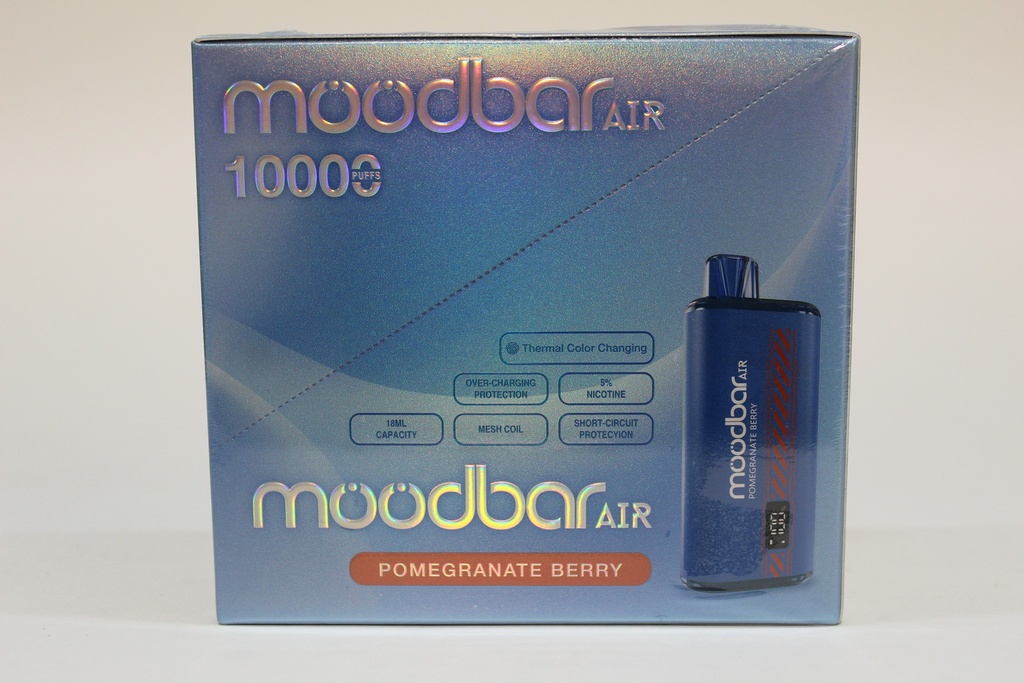 moodbar AIR
10000 PUFFS
Thermal Color Changing
OVER-CHARGING
PROTECTION
5%
NICOTINE
18ML
CAPACITY
MESH COIL
SHORT-CIRCUIT
PROTECYION
moodbar AIR
POMEGRANATE BERRY
moodbar AIR
POMEGRANATE BERRY
100